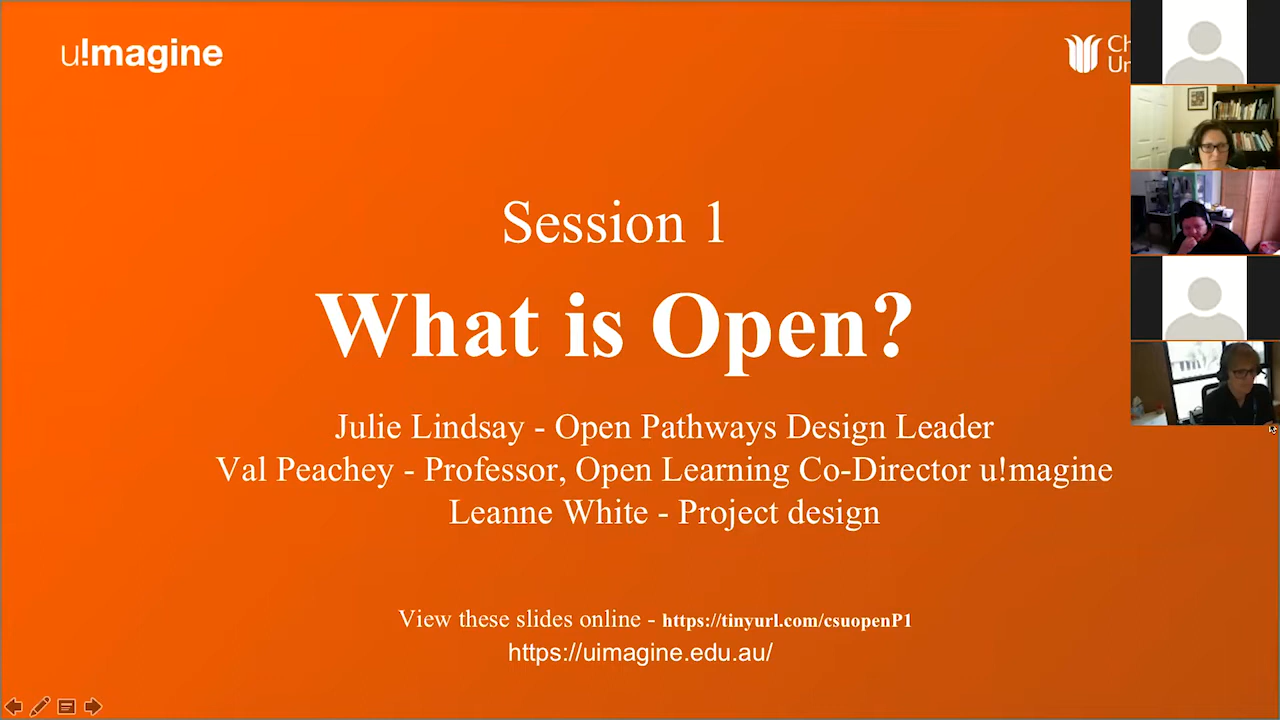 u!magine
Session 1
What is Open?
Julie Lindsay - Open Pathways Design Leader
Val Peachey - Professor, Open Learning Co-Director u!magine
Leanne White - Project design
View these slides online - https://tinyurl.com/csuopenP1
https://uimagine.edu.au/